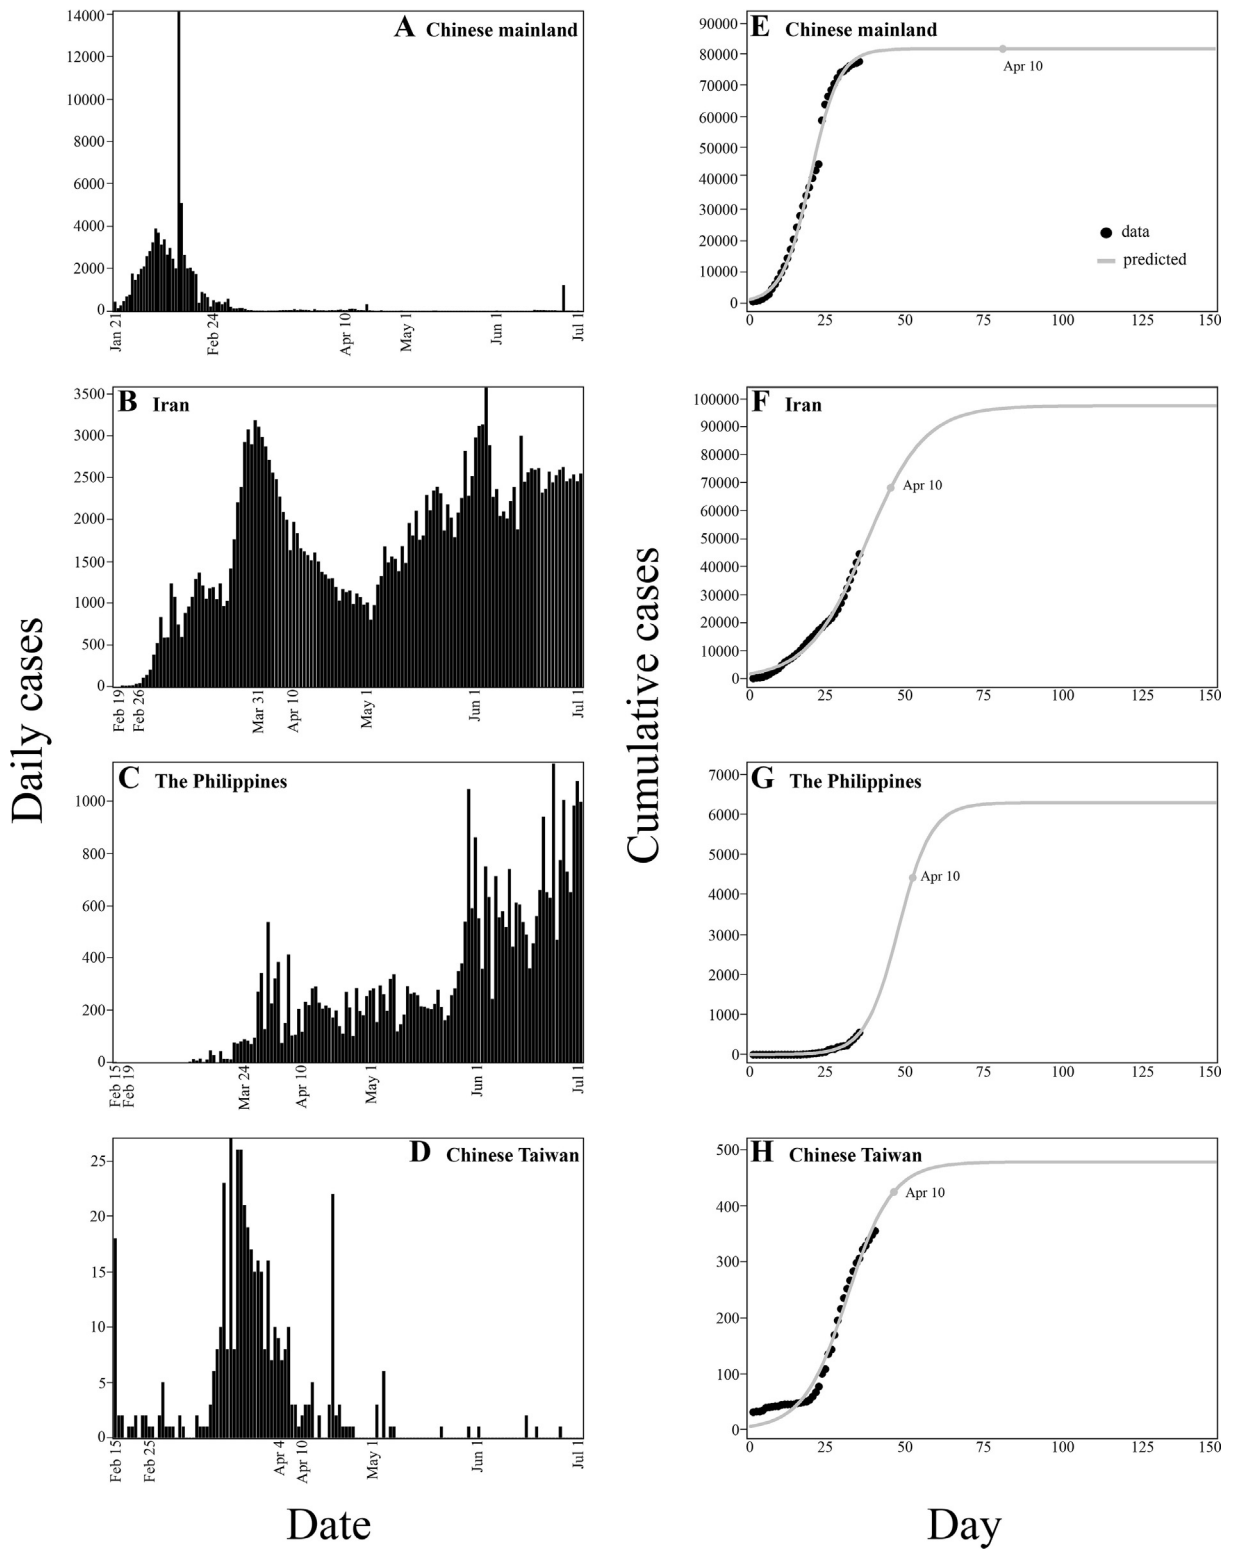 Daily cases
Cumulative cases
A Chinese mainland
14000
12000
10000
8000
6000
4000
2000
0
Jan 21
Feb 24
Apr 10
May 1
Jun 1
Jul 1
E Chinese mainland
90000
80000
70000
60000
50000
40000
30000
20000
10000
0
Apr 10
data
predicted
0 25 50 75 100 125 150
B Iran
3500
3000
2500
2000
1500
1000
500
0
Feb 19
Feb 26
Mar 31
Apr 10
May 1
Jun 1
Jul 1
F Iran
100000
90000
80000
70000
60000
50000
40000
30000
20000
10000
0
Apr 10
0 25 50 75 100 125 150
C The Philippines
1000
800
600
400
200
0
Feb 15
Feb 19
Mar 24
Apr 10
May 1
Jun 1
Jul 1
G The Philippines
7000
6000
5000
4000
3000
2000
1000
0
Apr 10
0 25 50 75 100 125 150
D Chinese Taiwan
25
20
15
10
5
0
Feb 15
Feb 25
Apr 4
Apr 10
May 1
Jun 1
Jul 1
H Chinese Taiwan
500
400
300
200
100
0
Apr 10
0 25 50 75 100 125 150
Date
Day